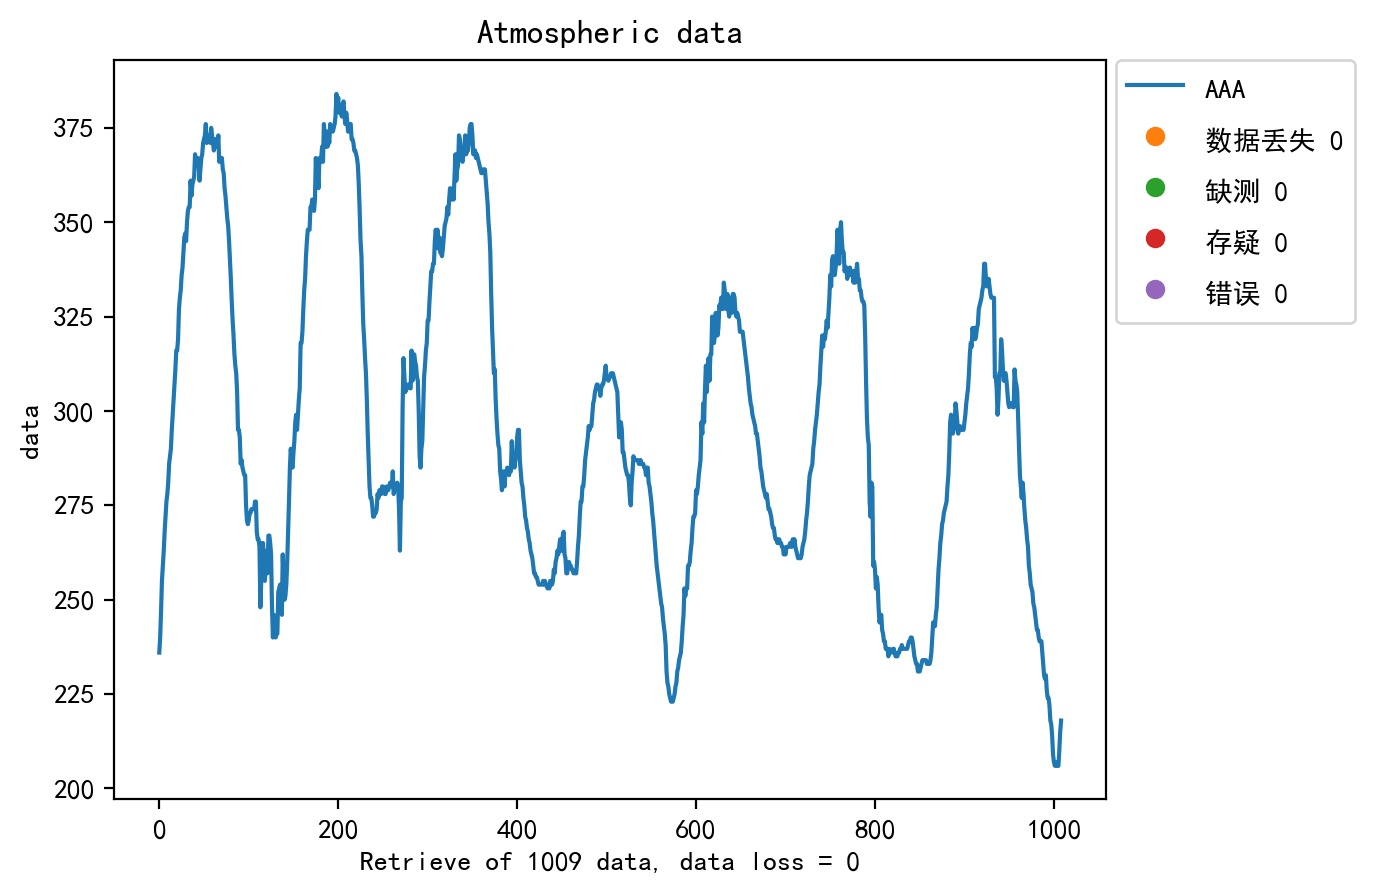 Atmospheric data
AAA
数据丢失 0
缺测 0
存疑 0
错误 0
data
375
350
325
300
275
250
225
200
0 200 400 600 800 1000
Retrieve of 1009 data, data loss = 0